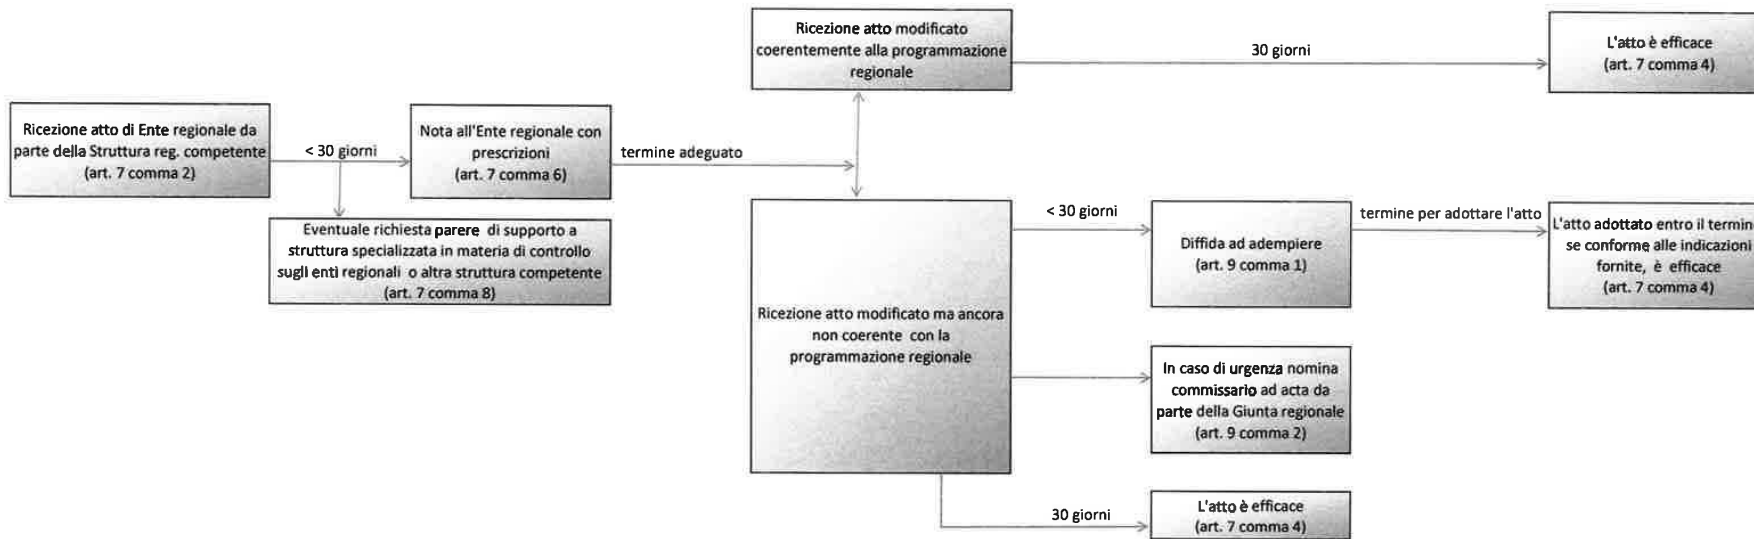 Ricezione atto di Ente regionale da
parte della Struttura reg. competente
(art. 7 comma 2)
< 30 giorni
Eventuale richiesta parere di supporto a
struttura specializzata in materia di controllo
sugli enti regionali o altra struttura competente
(art. 7 comma 8)
Nota all'Ente regionale con
prescrizioni
(art. 7 comma 6)
termine adeguato
Ricezione atto modificato
coerentemente alla programmazione
regionale
30 giorni
L'atto è efficace
(art. 7 comma 4)
Ricezione atto modificato ma ancora
non coerente con la
programmazione regionale
< 30 giorni
Diffida ad adempiere
(art. 9 comma 1)
termine per adottare l'atto
L'atto adottato entro il termin
se conforme alle indicazioni
fornite, è efficace
(art. 7 comma 4)
In caso di urgenza nomina
commissario ad acta da
parte della Giunta regionale
(art. 9 comma 2)
30 giorni
L'atto è efficace
(art. 7 comma 4)